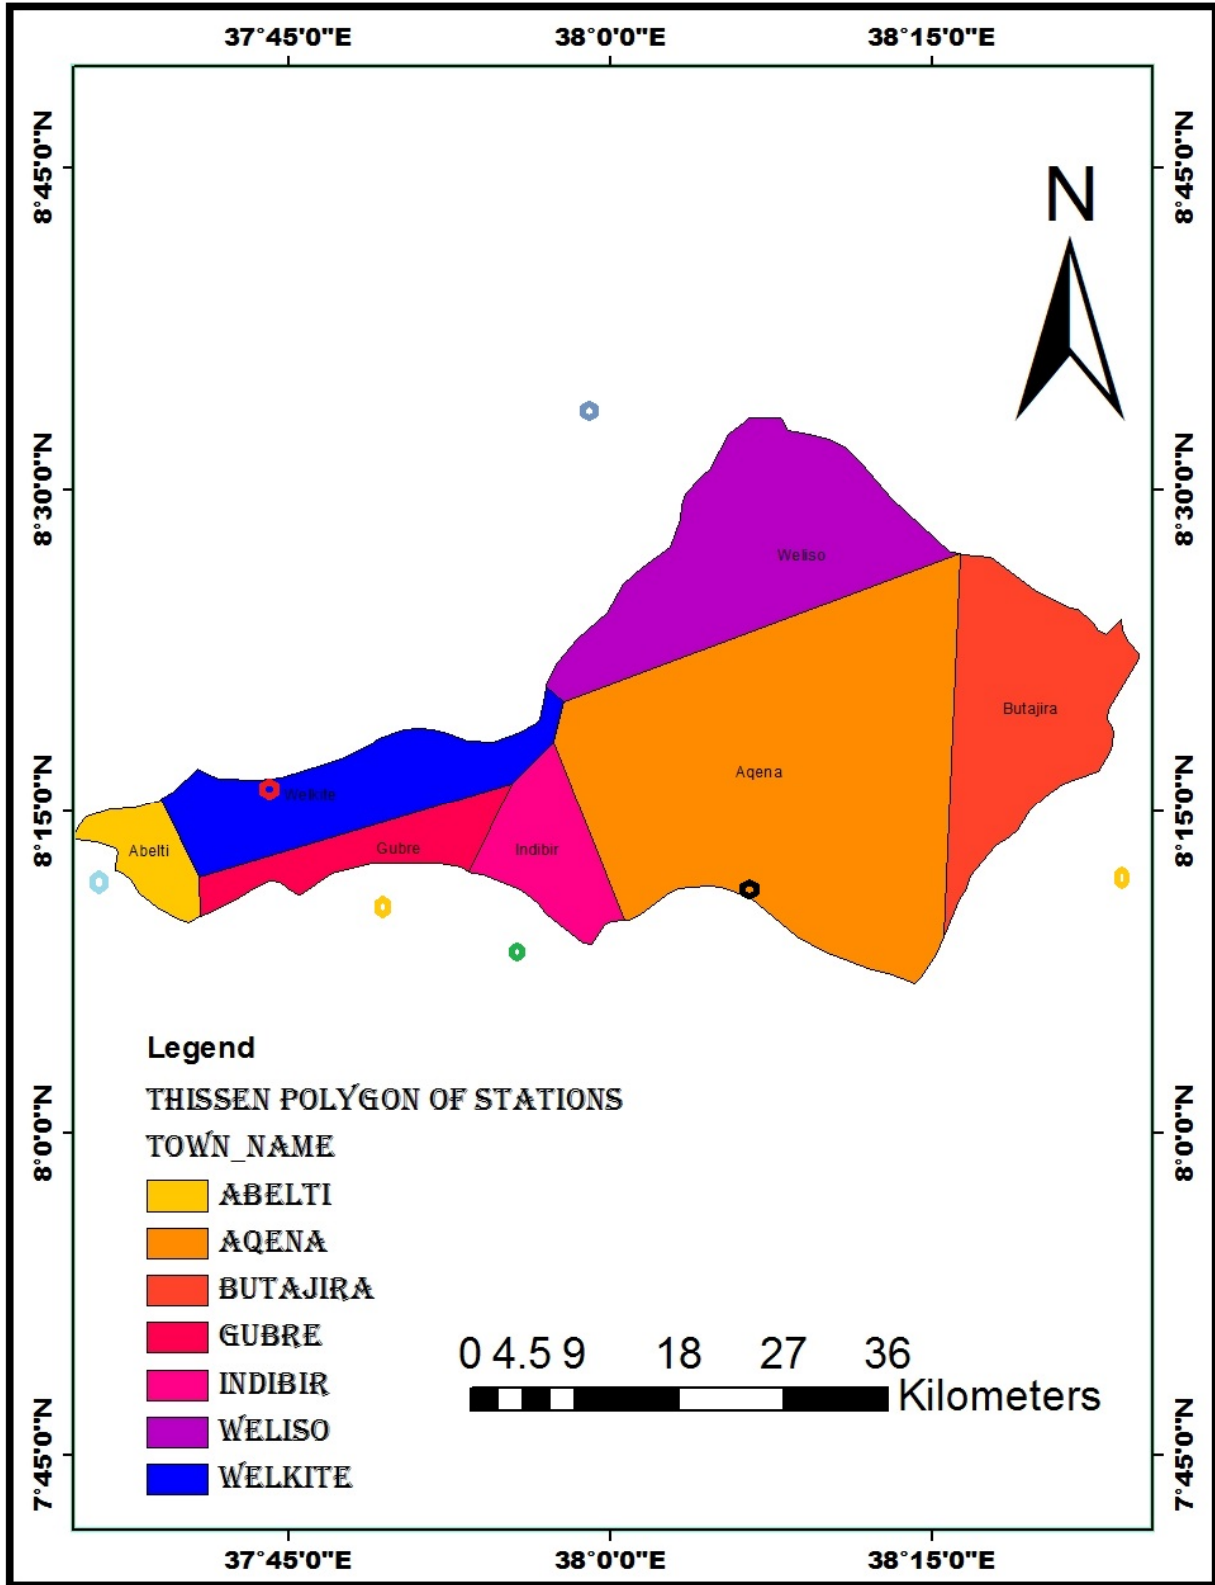 37°45'0"E 38°0'0"E 38°15'0"E
8°45'0"N 8°45'0"N
N
8°30'0"N 8°30'0"N
Weliso
Butajira
Aqena
8°15'0"N 8°15'0"N
Welkite
Gubre
Indibir
Abelti
Legend
THISSEN POLYGON OF STATIONS
8°0'0"N 8°0'0"N
TOWN_NAME
ABELTI
AQENA
BUTAJIRA
GUBRE
INDIBIR
WELISO
WELKITE
0 4.5 9 18 27 36
Kilometers
7°45'0"N 7°45'0"N
37°45'0"E 38°0'0"E 38°15'0"E